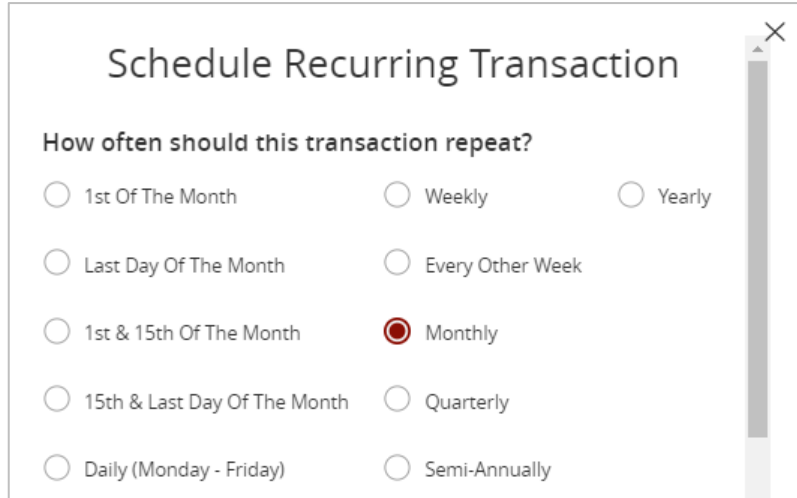 Schedule Recurring Transaction
How often should this transaction repeat?
1st Of The Month
Weekly
Yearly
Last Day Of The Month
Every Other Week
1st & 15th Of The Month
Monthly
15th & Last Day Of The Month
Quarterly
Daily (Monday - Friday)
Semi-Annually